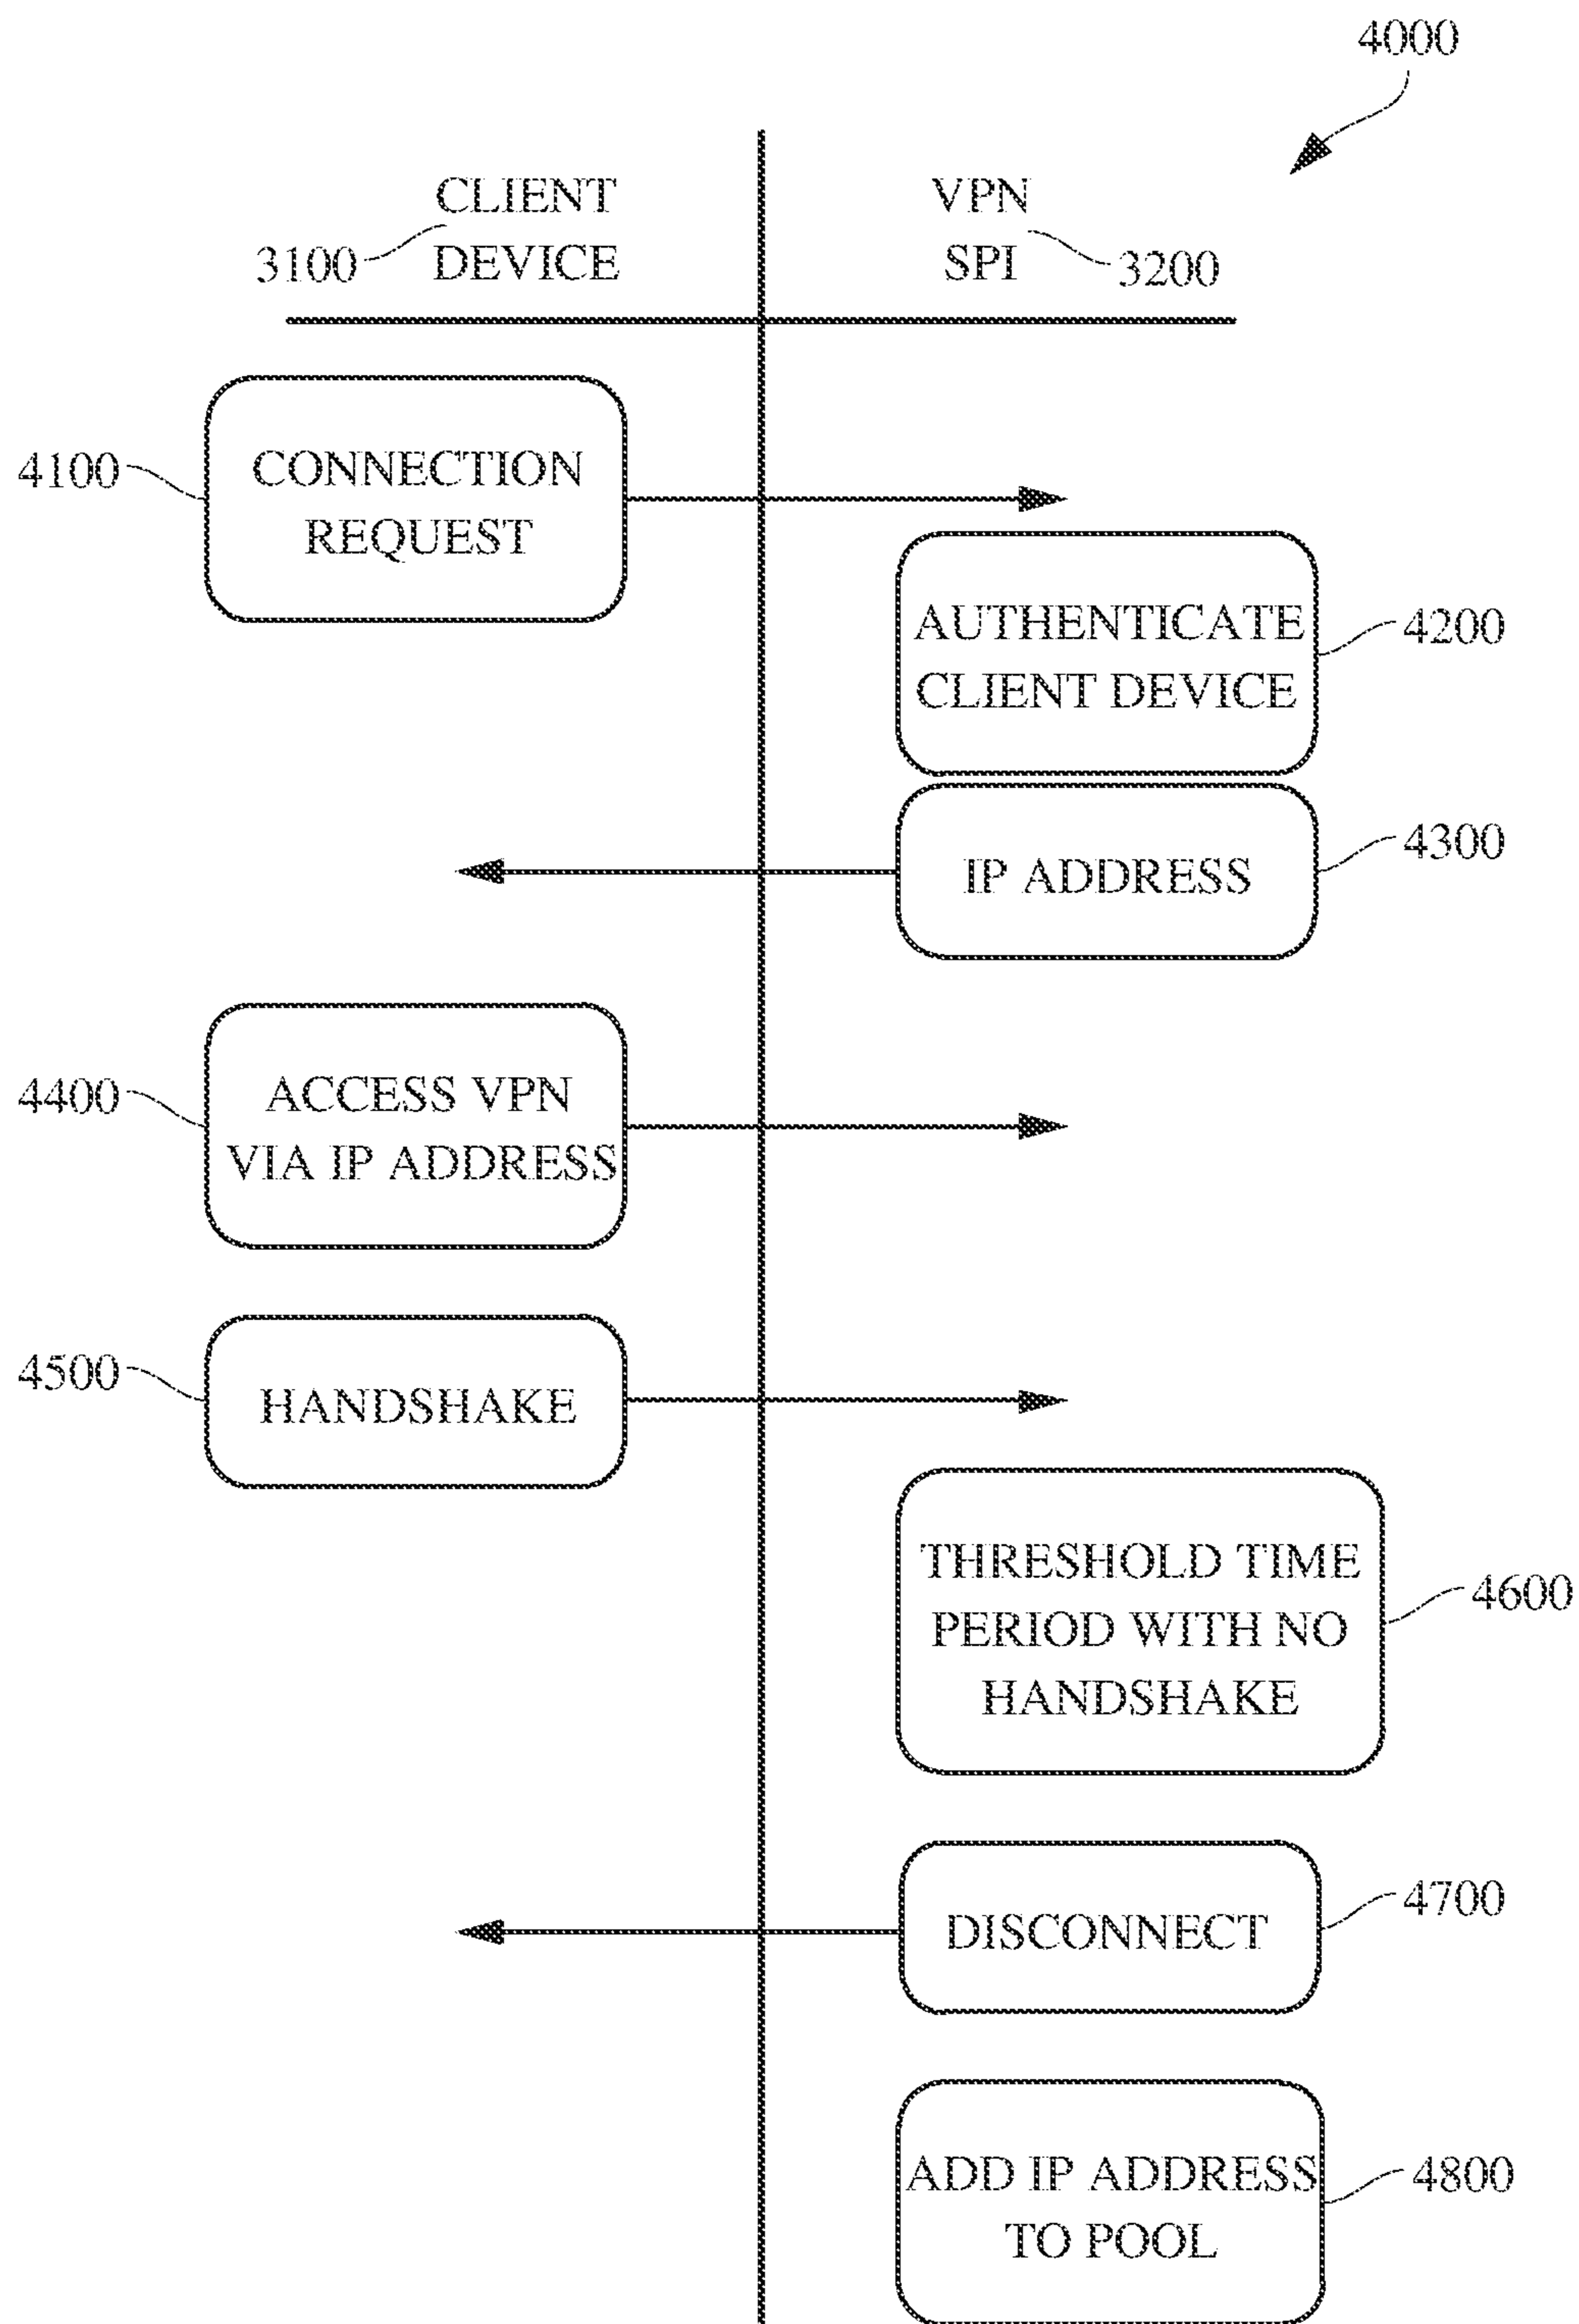 4000
CLIENT
DEVICE
3100
VPN
SPI
3200
4100
CONNECTION
REQUEST
AUTHENTICATE
CLIENT DEVICE
4200
IP ADDRESS
4300
4400
ACCESS VPN
VIA IP ADDRESS
4500
HANDSHAKE
THRESHOLD TIME
PERIOD WITH NO
HANDSHAKE
4600
DISCONNECT
4700
ADD IP ADDRESS
TO POOL
4800